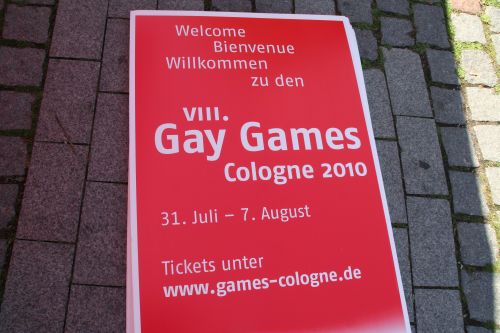 Welcome
Bienvenue
Willkommen
zu den
VIII.
Gay Games
Cologne 2010
31. Juli – 7. August
Tickets unter
www.games-cologne.de